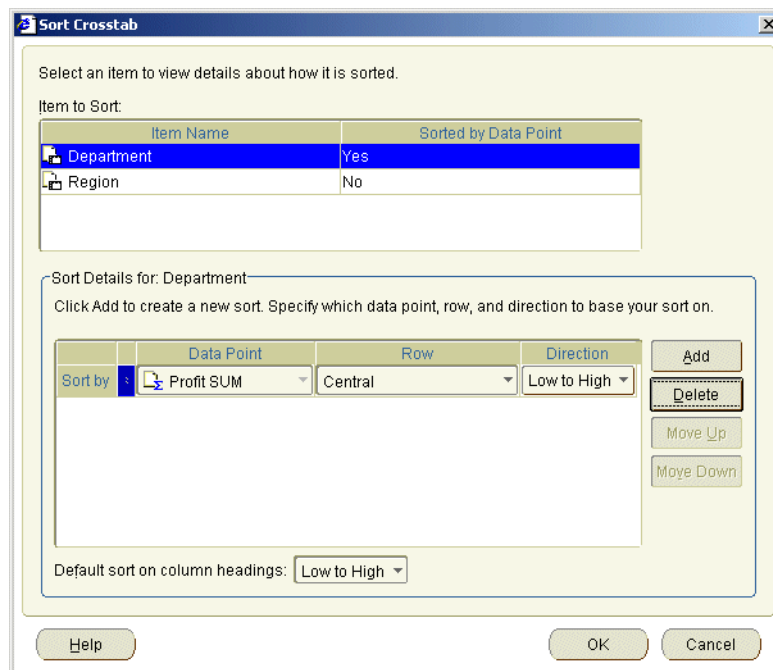 Sort Crosstab
Select an item to view details about how it is sorted.
Item to Sort:
Item Name Sorted by Data Point
Department Yes
Region No
Sort Details for: Department
Click Add to create a new sort. Specify which data point, row, and direction to base your sort on.
Data Point Row Direction
Sort by Profit SUM Central Low to High
Add
Delete
Move Up
Move Down
Default sort on column headings: Low to High
Help OK Cancel